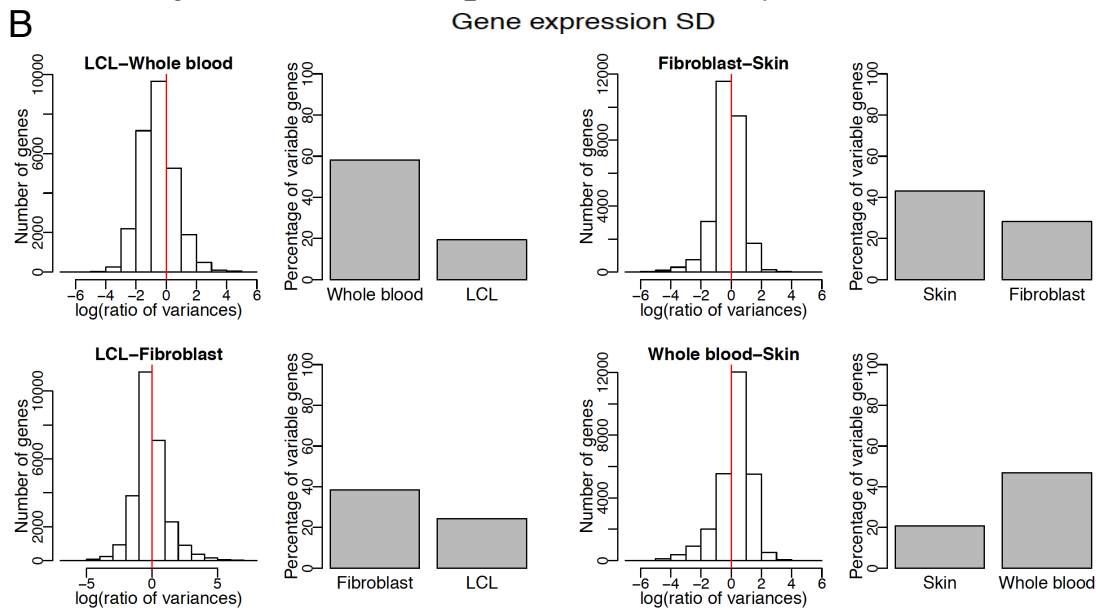 B
Gene expression SD
LCL−Whole blood
Number of genes
0 2000 6000 10000
−6 −4 −2 0 2 4 6
log(ratio of variances)
Percentage of variable genes
0 20 40 60 80 100
Whole blood LCL
Fibroblast−Skin
Number of genes
0 4000 8000 12000
−6 −4 −2 0 2 4 6
log(ratio of variances)
Percentage of variable genes
0 20 40 60 80 100
Skin Fibroblast
LCL−Fibroblast
Number of genes
0 2000 6000 10000
−5 0 5
log(ratio of variances)
Percentage of variable genes
0 20 40 60 80 100
Fibroblast LCL
Whole blood−Skin
Number of genes
0 4000 8000 12000
−6 −4 −2 0 2 4 6
log(ratio of variances)
Percentage of variable genes
0 20 40 60 80 100
Skin Whole blood